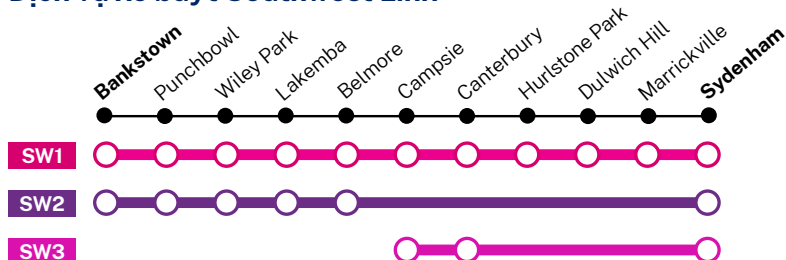 Bankstown
Punchbowl
Wiley Park
Lakemba
Belmore
Campsie
Canterbury
Hurlstone Park
Dulwich Hill
Marrickville
Sydenham
SW1
SW2
SW3